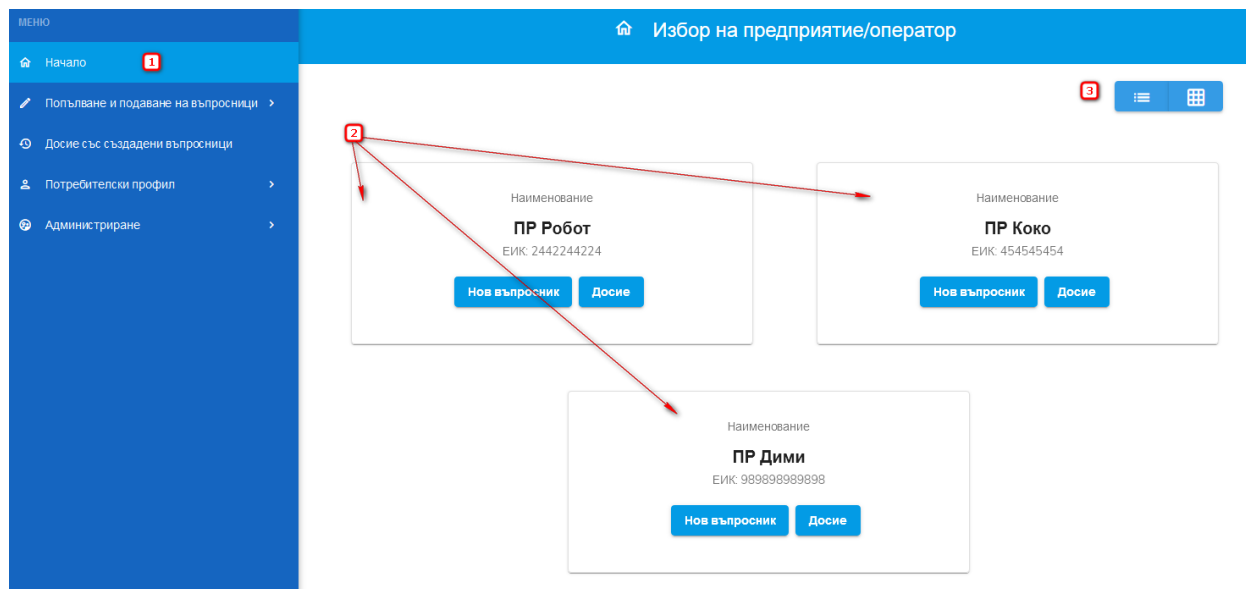 МЕНЮ
Начало
1
Попълване и подаване на въпросници
Досие със създадени въпросници
Потребителски профил
Администриране
Избор на предприятие/оператор
3
2
Наименование
ПР Робот
ЕИК: 2442244224
Нов въпросник Досие
Наименование
ПР Коко
ЕИК: 454545454
Нов въпросник Досие
Наименование
ПР Дими
ЕИК: 989898989898
Нов въпросник Досие